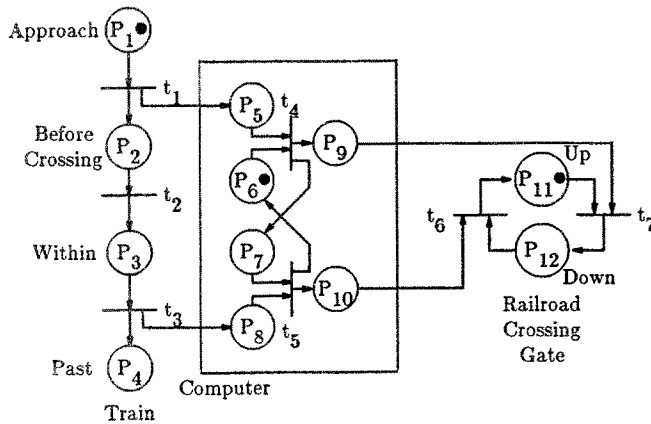 Approach
P1
t1
P5
t4
Before
Crossing
P2
P9
Up
P6
P11
t2
t6
t7
Within
P3
P7
P12
Down
P10
t3
P8
t5
Railroad
Crossing
Gate
Past
P4
Computer
Train